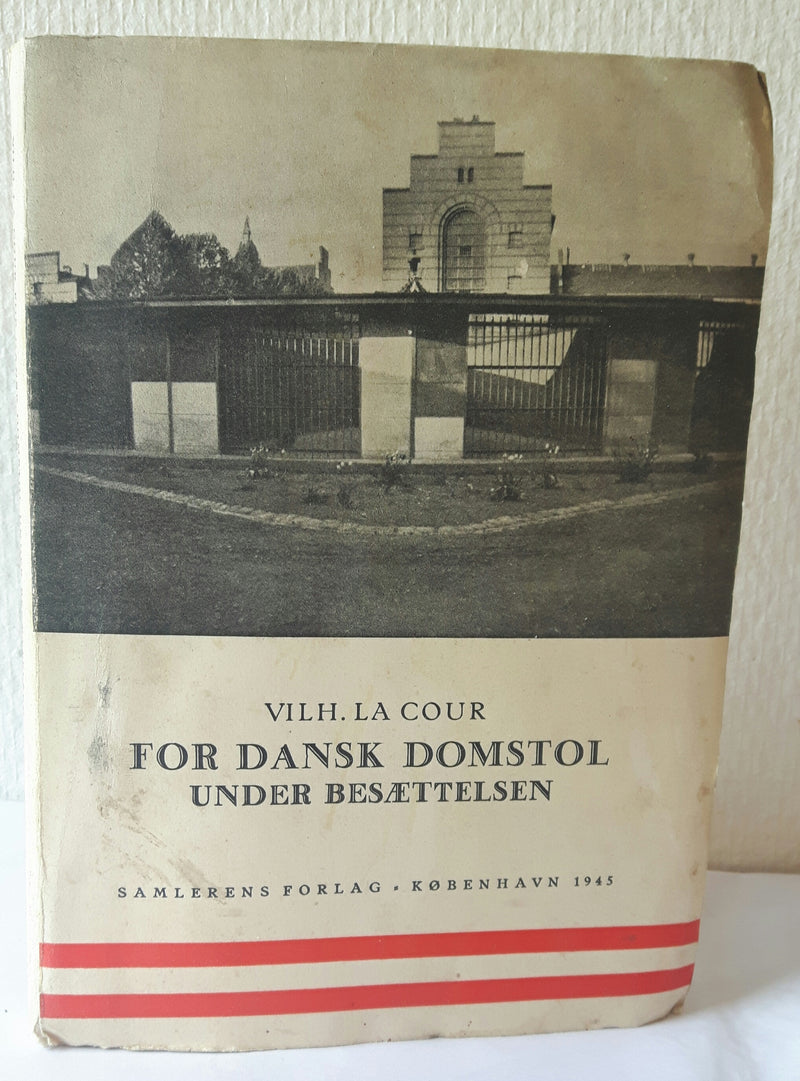 VILH. LA COUR
FOR DANSK DOMSTOL
UNDER BESÆTTELSEN
SAMLERENS FORLAG • KØBENHAVN 1945